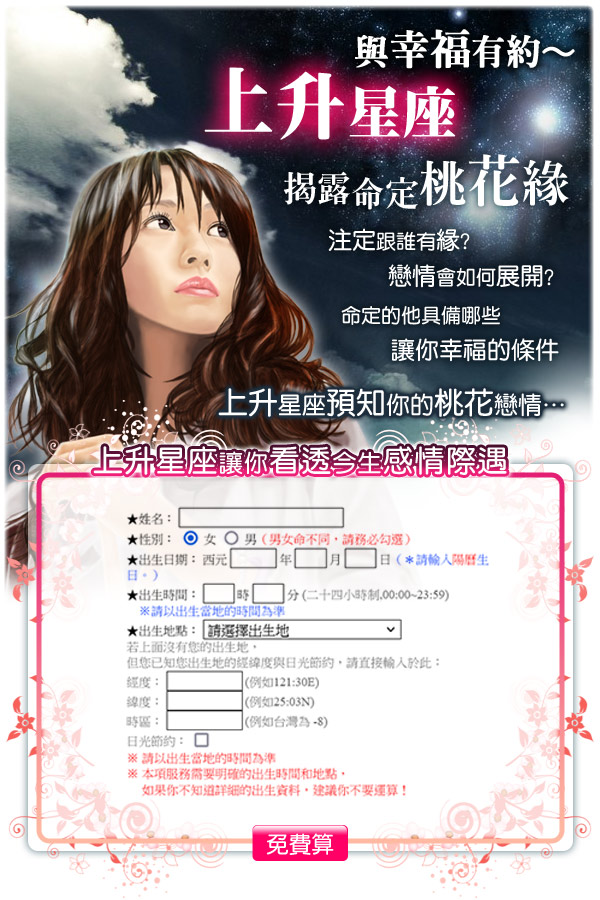 與幸福有約～
上升星座
揭露命定桃花緣
注定跟誰有緣?
戀情會如何展開?
命定的他具備哪些
讓你幸福的條件
上升星座預知你的桃花戀情…
上升星座讓你看透今生感情際遇
★姓名：
★性別： 女 男（男女命不同，請務必勾選）
★出生日期： 西元 年 月 日（＊請輸入陽曆生
日。）
★出生時間： 時 分 (二十四小時制,00:00~23:59)
※請以出生當地的時間為準
★出生地點： 請選擇出生地
若上面沒有您的出生地，
但您已知您出生地的經緯度與日光節約，請直接輸入於此：
經度： (例如121:30E)
緯度： (例如25:03N)
時區： (例如台灣為 -8)
日光節約：
※ 請以出生當地的時間為準
※ 本項服務需要明確的出生時間和地點，
如果你不知道詳細的出生資料，建議你不要運算！
免費算